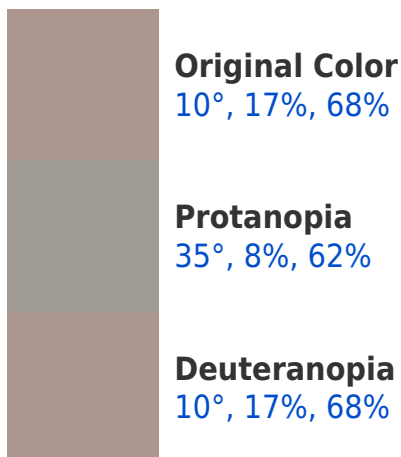 Original Color
10°, 17%, 68%
Protanopia
35°, 8%, 62%
Deuteranopia
10°, 17%, 68%